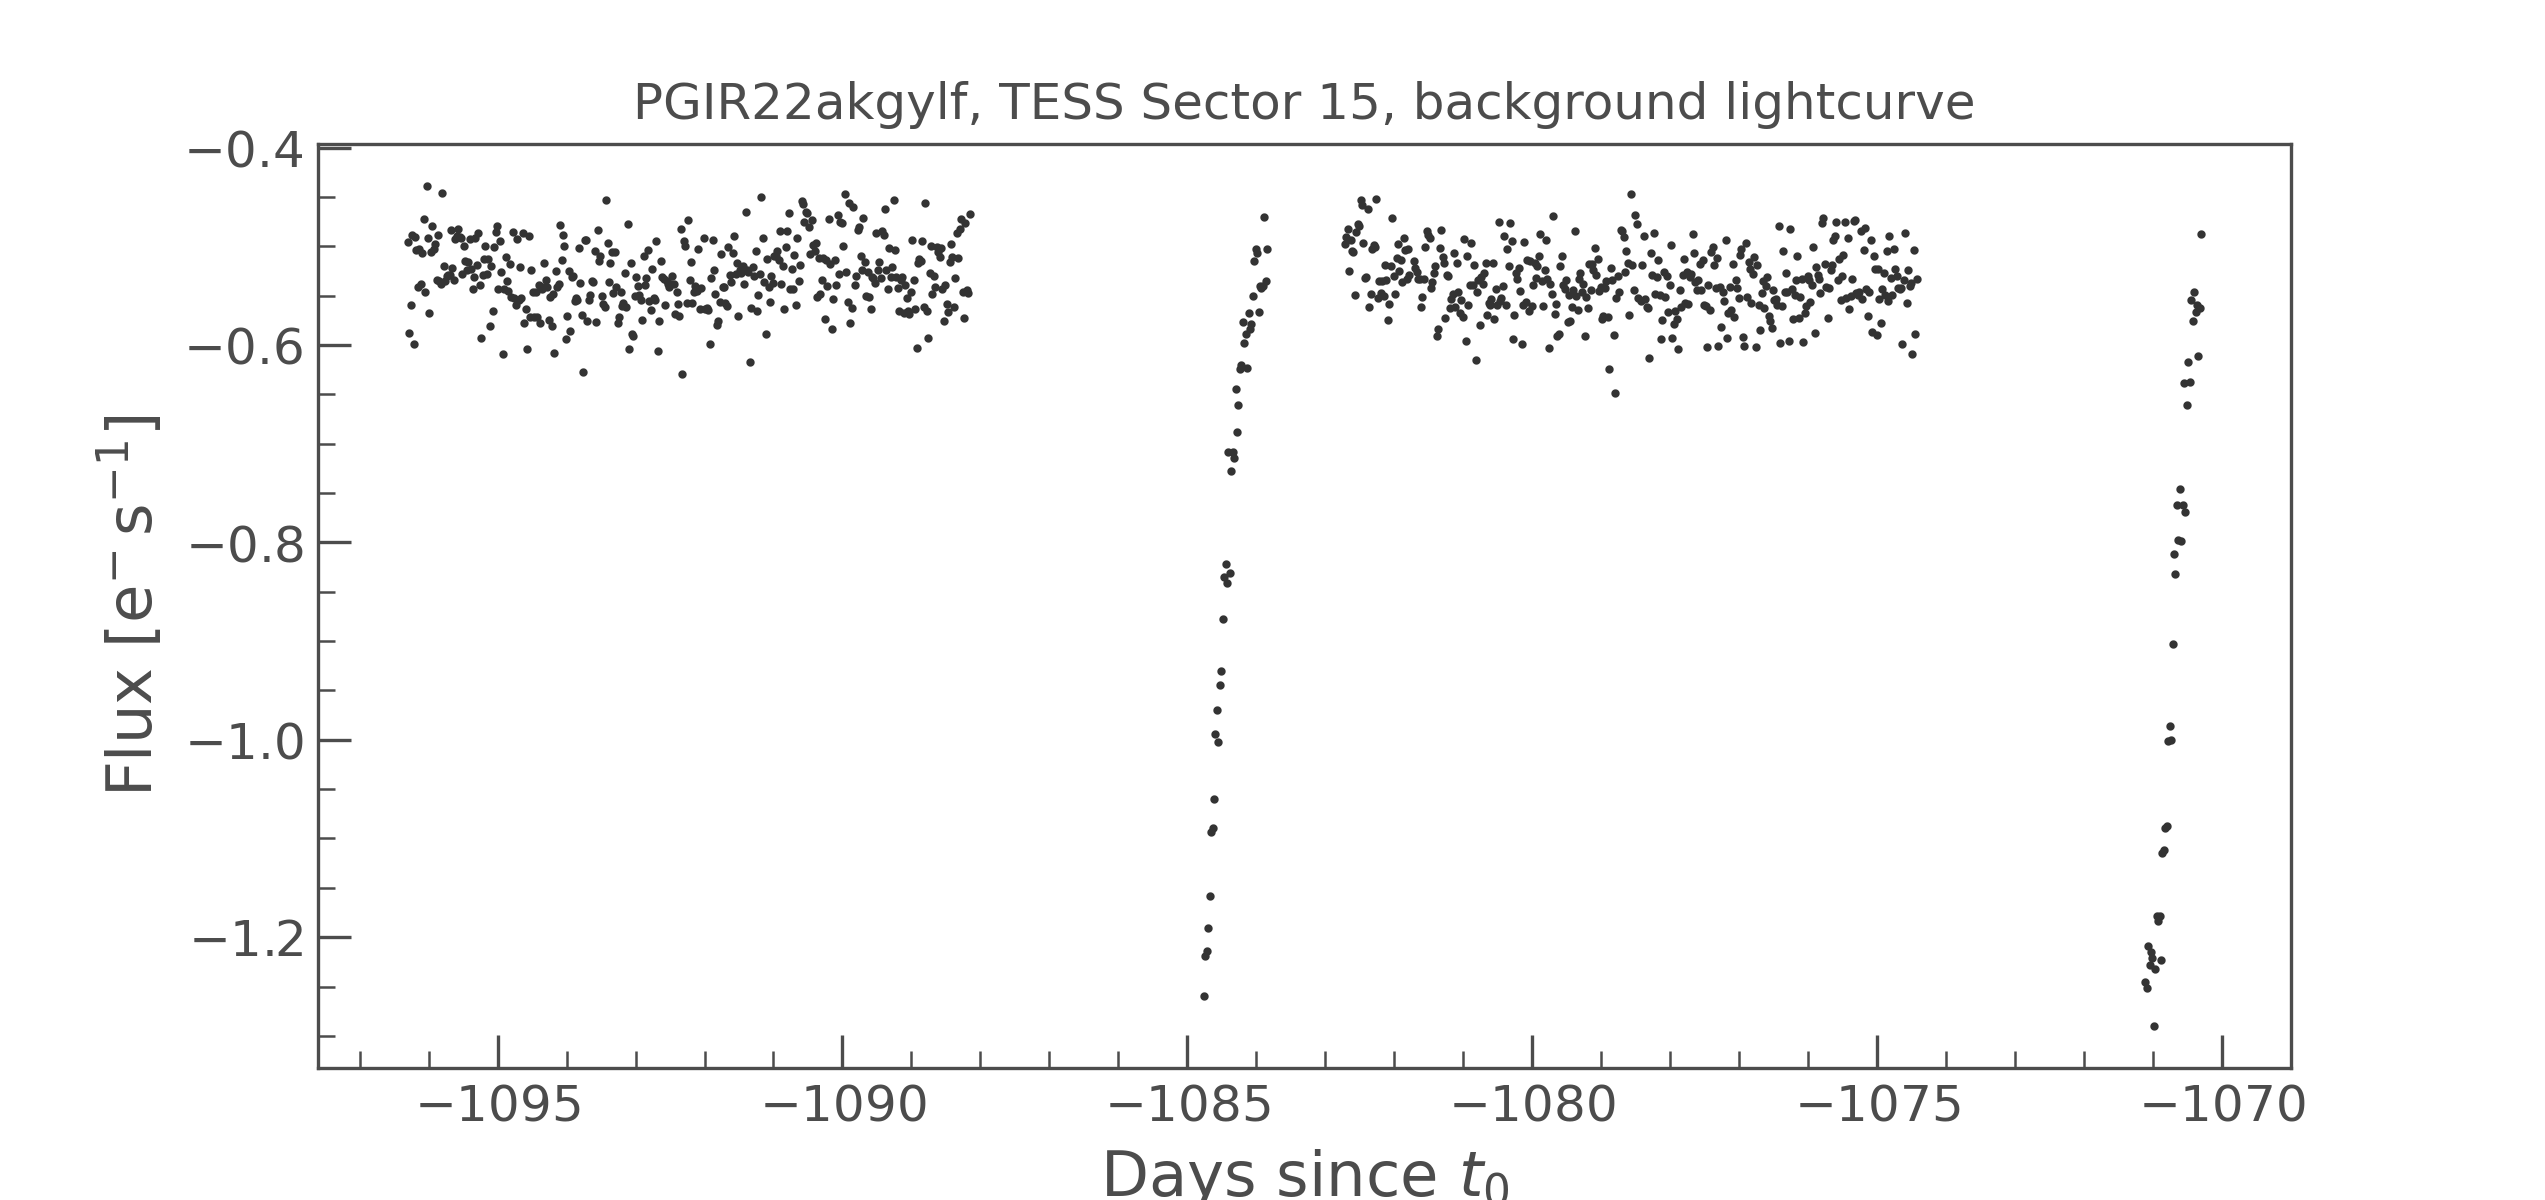 PGIR22akgylf, TESS Sector 15, background lightcurve
−0.4
−0.6
−0.8
−1.0
−1.2
Flux [e⁻ s⁻¹]
−1095 −1090 −1085 −1080 −1075 −1070
Days since t₀